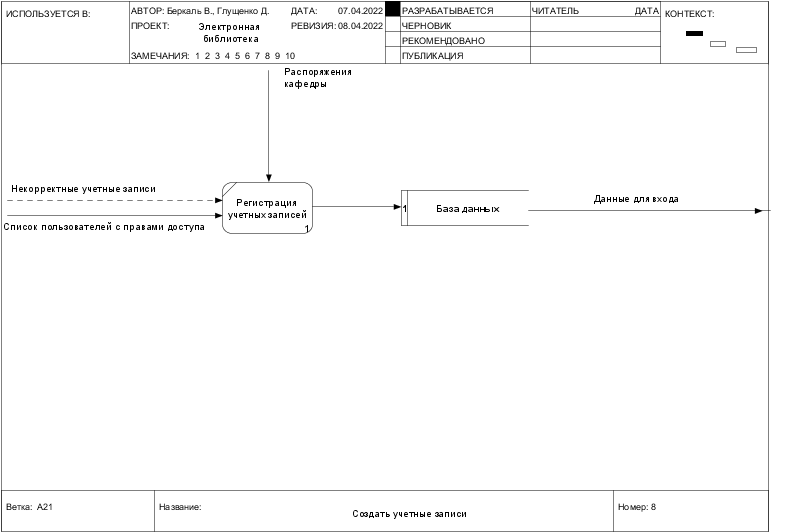 ИСПОЛЬЗУЕТСЯ В:
АВТОР: Беркаль В., Глущенко Д.
ДАТА: 07.04.2022
РАЗРАБАТЫВАЕТСЯ
ЧИТАТЕЛЬ
ДАТА
КОНТЕКСТ:
ПРОЕКТ: Электронная
библиотека
РЕВИЗИЯ: 08.04.2022
ЧЕРНОВИК
РЕКОМЕНДОВАНО
ЗАМЕЧАНИЯ: 1 2 3 4 5 6 7 8 9 10
ПУБЛИКАЦИЯ
Распоряжения
кафедры
Некорректные учетные записи
Список пользователей с правами доступа
Регистрация
учетных записей
1
1
База данных
Данные для входа
Ветка: A21
Название:
Создать учетные записи
Номер: 8